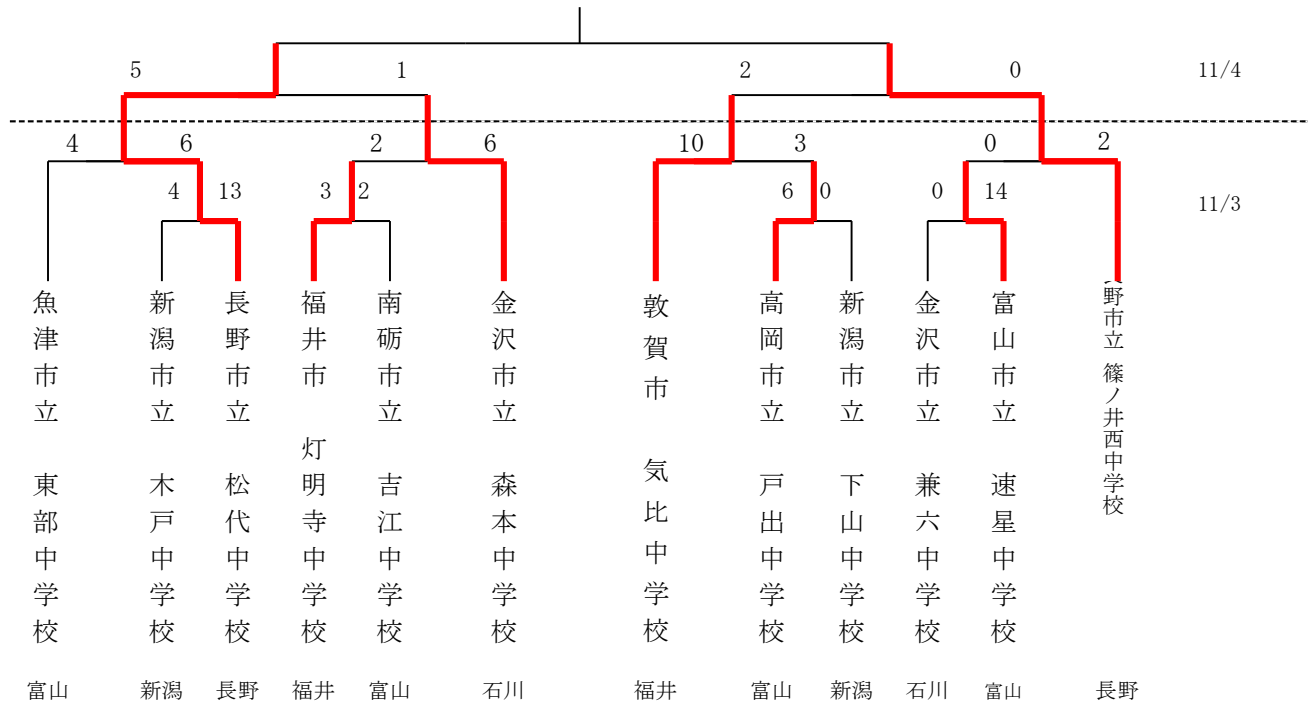 5 1 2 0 11/4
4 6 2 6 10 3 0 2
4 13 3 2 6 0 0 14 11/3
魚津市立 東部中学校
新潟市立 木戸中学校
長野市立 松代中学校
福井市 灯明寺中学校
南砺市立 吉江中学校
金沢市立 森本中学校
敦賀市 気比中学校
高岡市立 戸出中学校
新潟市立 下山中学校
金沢市立 兼六中学校
富山市立 速星中学校
野市立 篠ノ井西中学校
富山 新潟 長野 福井 富山 石川 福井 富山 新潟 石川 富山 長野